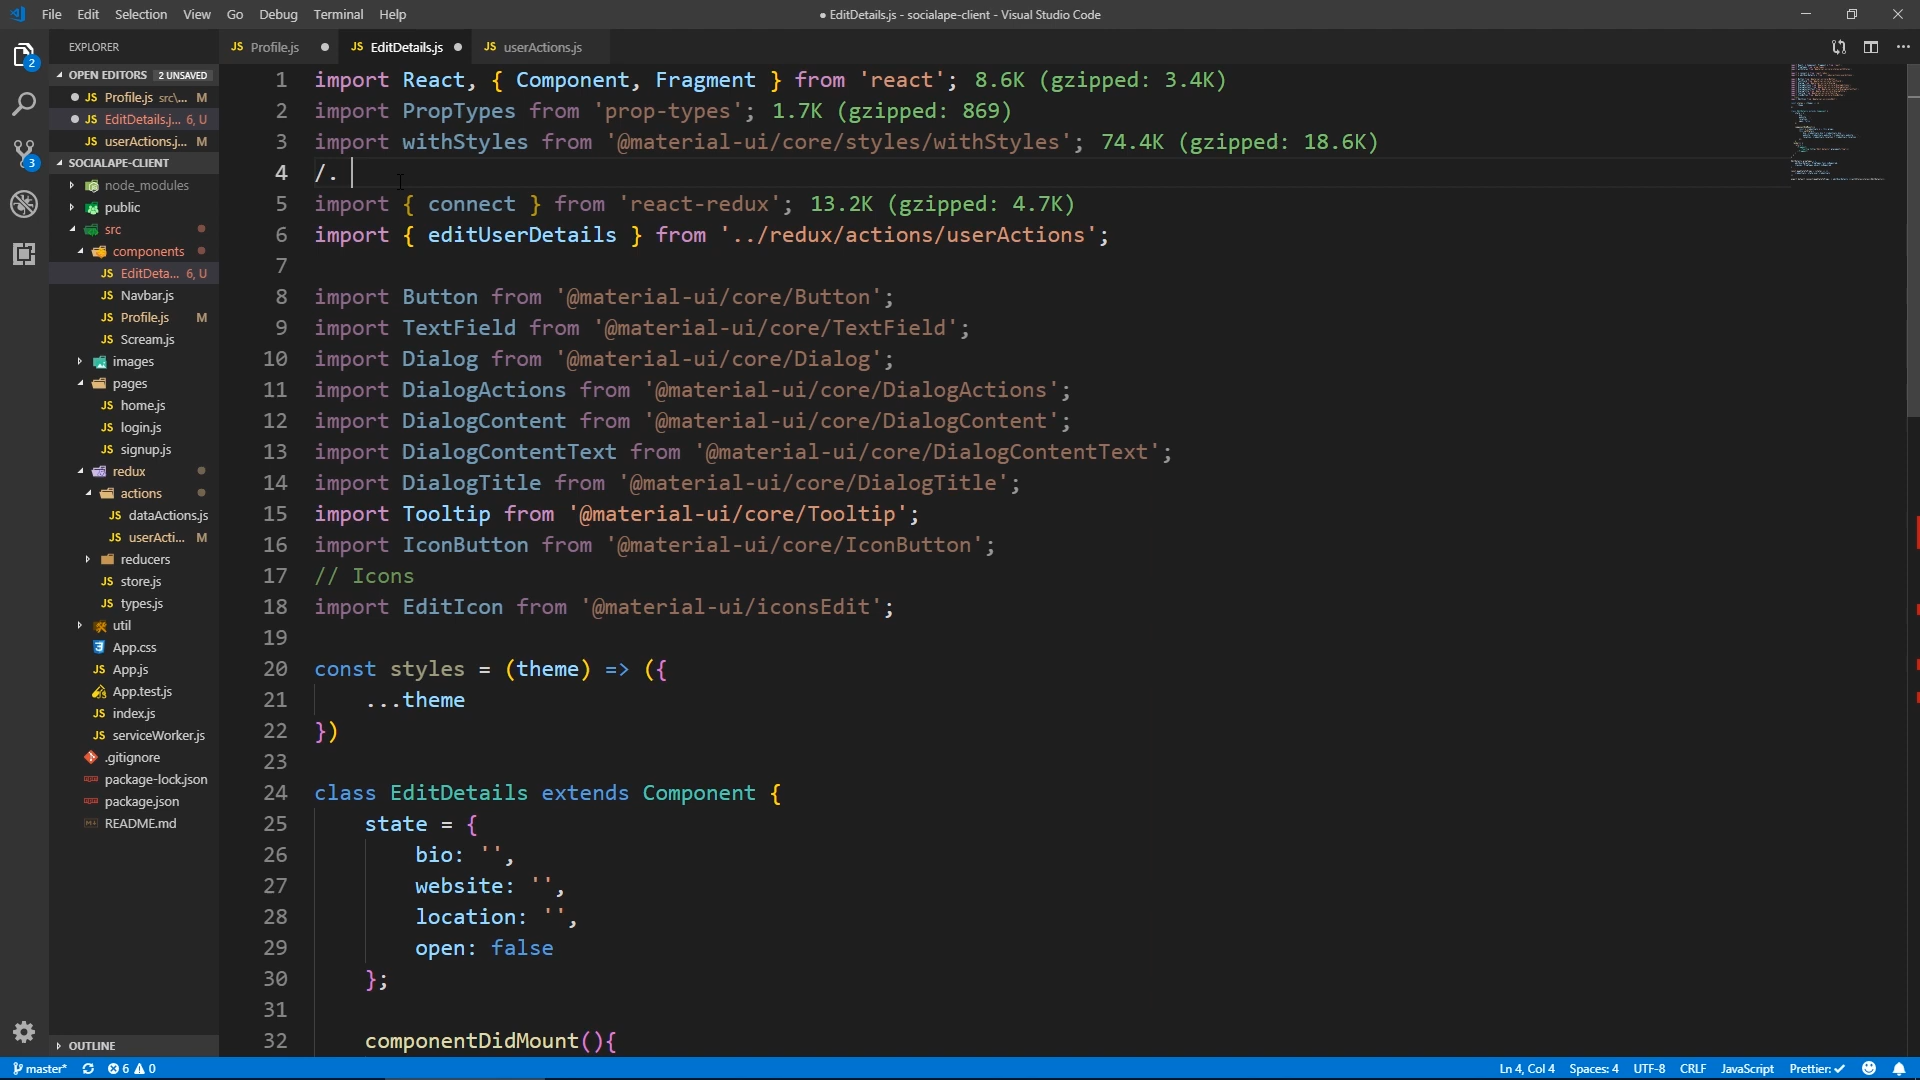 File Edit Selection View Go Debug Terminal Help
● EditDetails.js - socialape-client - Visual Studio Code
EXPLORER
JS Profile.js
JS EditDetails.js
JS userActions.js
OPEN EDITORS 2 UNSAVED
JS Profile.js src\... M
JS EditDetails.j... 6, U
JS userActions.j... M
SOCIALAPE-CLIENT
node_modules
public
src
components
JS EditDeta... 6, U
JS Navbar.js
JS Profile.js M
JS Scream.js
images
pages
JS home.js
JS login.js
JS signup.js
redux
actions
JS dataActions.js
JS userActi... M
reducers
JS store.js
JS types.js
util
App.css
JS App.js
App.test.js
JS index.js
JS serviceWorker.js
.gitignore
package-lock.json
package.json
README.md
OUTLINE
2
3
1 import React, { Component, Fragment } from 'react'; 8.6K (gzipped: 3.4K)
2 import PropTypes from 'prop-types'; 1.7K (gzipped: 869)
3 import withStyles from '@material-ui/core/styles/withStyles'; 74.4K (gzipped: 18.6K)
4 /.
5 import { connect } from 'react-redux'; 13.2K (gzipped: 4.7K)
6 import { editUserDetails } from '../redux/actions/userActions';
7
8 import Button from '@material-ui/core/Button';
9 import TextField from '@material-ui/core/TextField';
10 import Dialog from '@material-ui/core/Dialog';
11 import DialogActions from '@material-ui/core/DialogActions';
12 import DialogContent from '@material-ui/core/DialogContent';
13 import DialogContentText from '@material-ui/core/DialogContentText';
14 import DialogTitle from '@material-ui/core/DialogTitle';
15 import Tooltip from '@material-ui/core/Tooltip';
16 import IconButton from '@material-ui/core/IconButton';
17 // Icons
18 import EditIcon from '@material-ui/iconsEdit';
19
20 const styles = (theme) => ({
21 ...theme
22 })
23
24 class EditDetails extends Component {
25 state = {
26 bio: '',
27 website: '',
28 location: '',
29 open: false
30 };
31
32 componentDidMount(){
master* 6 0
Ln 4, Col 4 Spaces: 4 UTF-8 CRLF JavaScript Prettier: ✓